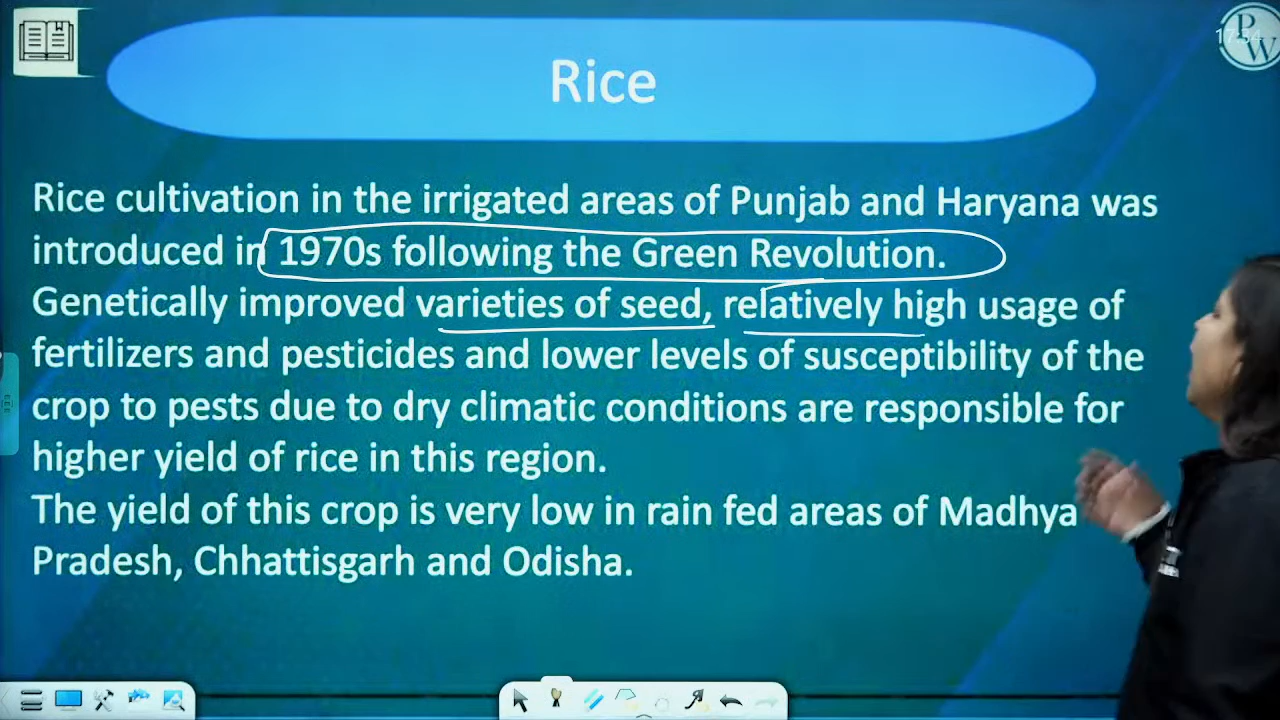 Rice
Rice cultivation in the irrigated areas of Punjab and Haryana was
introduced in 1970s following the Green Revolution.
Genetically improved varieties of seed, relatively high usage of
fertilizers and pesticides and lower levels of susceptibility of the
crop to pests due to dry climatic conditions are responsible for
higher yield of rice in this region.
The yield of this crop is very low in rain fed areas of Madhya
Pradesh, Chhattisgarh and Odisha.
PW